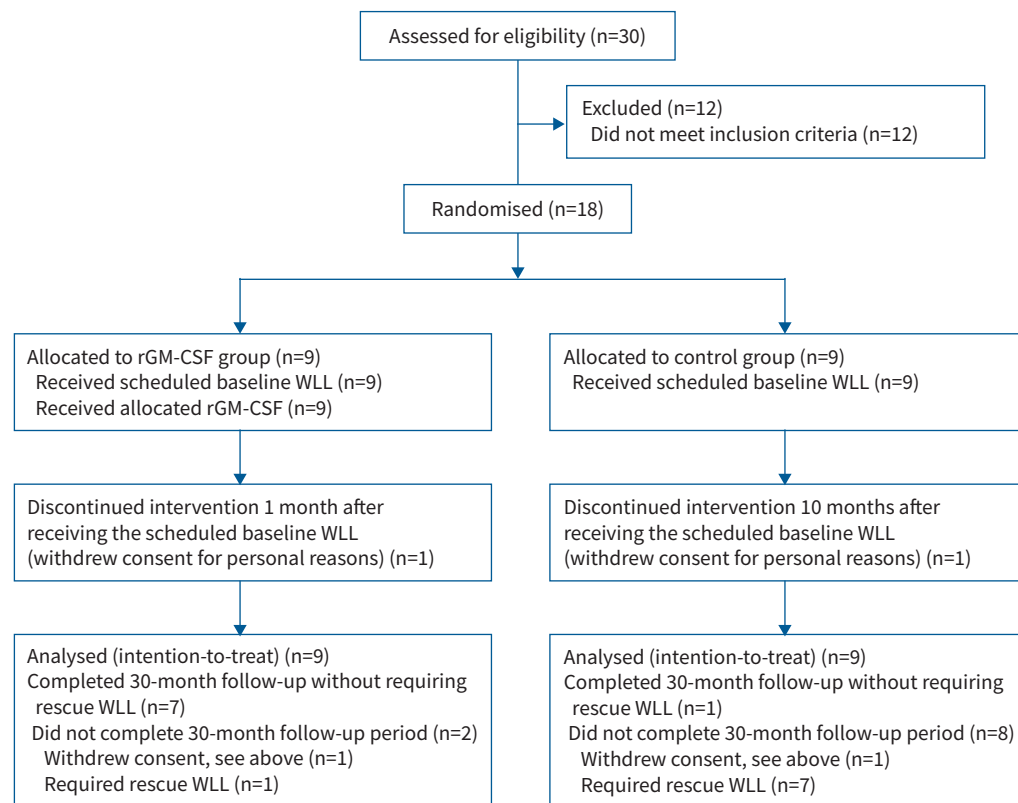 Assessed for eligibility (n=30)
Excluded (n=12)
Did not meet inclusion criteria (n=12)
Randomised (n=18)
Allocated to rGM-CSF group (n=9)
Received scheduled baseline WLL (n=9)
Received allocated rGM-CSF (n=9)
Allocated to control group (n=9)
Received scheduled baseline WLL (n=9)
Discontinued intervention 1 month after
receiving the scheduled baseline WLL
(withdrew consent for personal reasons) (n=1)
Discontinued intervention 10 months after
receiving the scheduled baseline WLL
(withdrew consent for personal reasons) (n=1)
Analysed (intention-to-treat) (n=9)
Completed 30-month follow-up without requiring
rescue WLL (n=7)
Did not complete 30-month follow-up period (n=2)
Withdrew consent, see above (n=1)
Required rescue WLL (n=1)
Analysed (intention-to-treat) (n=9)
Completed 30-month follow-up without requiring
rescue WLL (n=1)
Did not complete 30-month follow-up period (n=8)
Withdrew consent, see above (n=1)
Required rescue WLL (n=7)